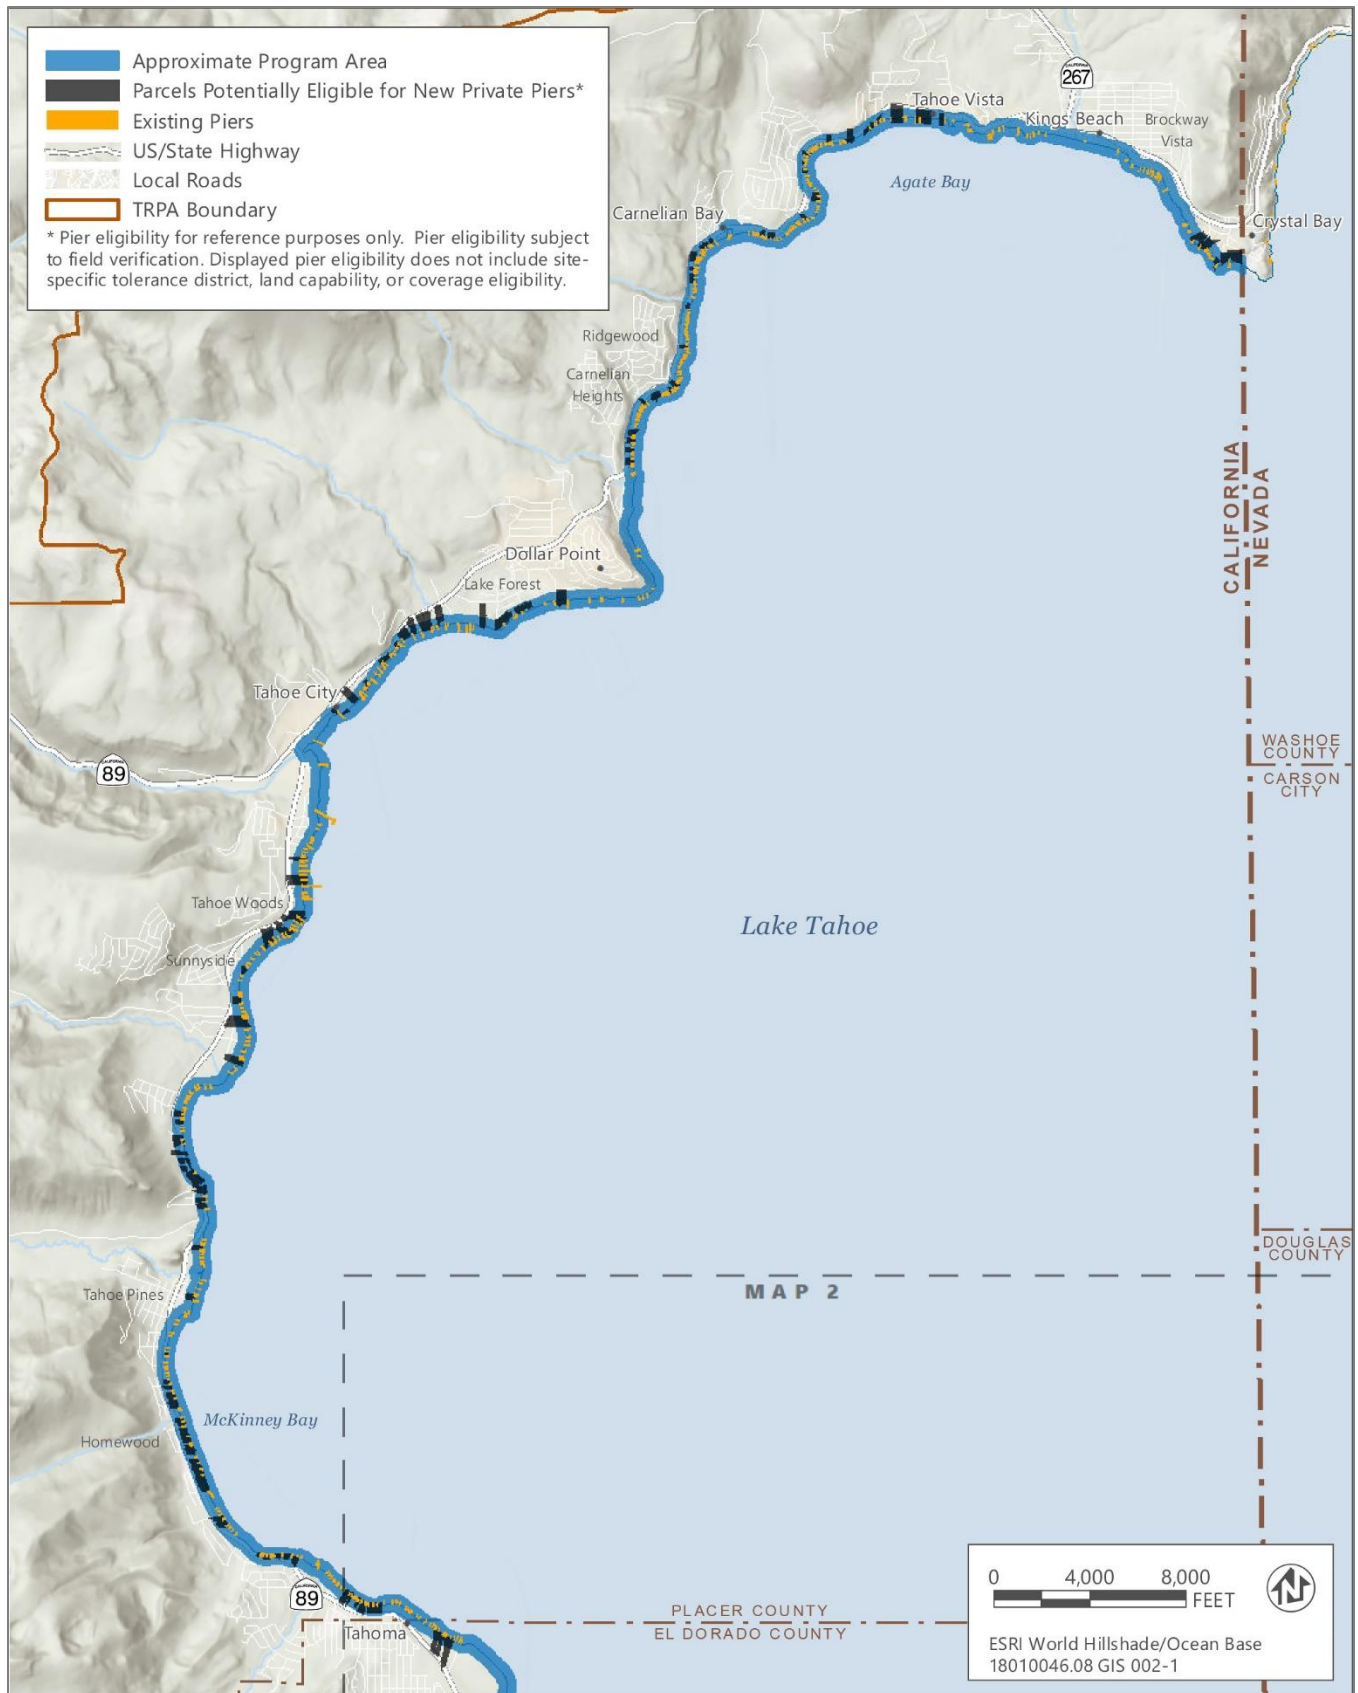 Approximate Program Area
Parcels Potentially Eligible for New Private Piers*
Existing Piers
US/State Highway
Local Roads
TRPA Boundary
* Pier eligibility for reference purposes only. Pier eligibility subject
to field verification. Displayed pier eligibility does not include site-
specific tolerance district, land capability, or coverage eligibility.
CALIFORNIA
267
Tahoe Vista
Kings Beach
Brockway
Vista
Agate Bay
Carnelian Bay
Crystal Bay
Ridgewood
Carnelian
Heights
CALIFORNIA
NEVADA
Dollar Point
Lake Forest
Tahoe City
WASHOE
COUNTY
CARSON
CITY
CALIFORNIA
89
Tahoe Woods
Lake Tahoe
Sunnyside
DOUGLAS
COUNTY
MAP 2
Tahoe Pines
McKinney Bay
Homewood
CALIFORNIA
89
PLACER COUNTY
EL DORADO COUNTY
Tahoma
0 4,000 8,000
FEET
N
ESRI World Hillshade/Ocean Base
18010046.08 GIS 002-1